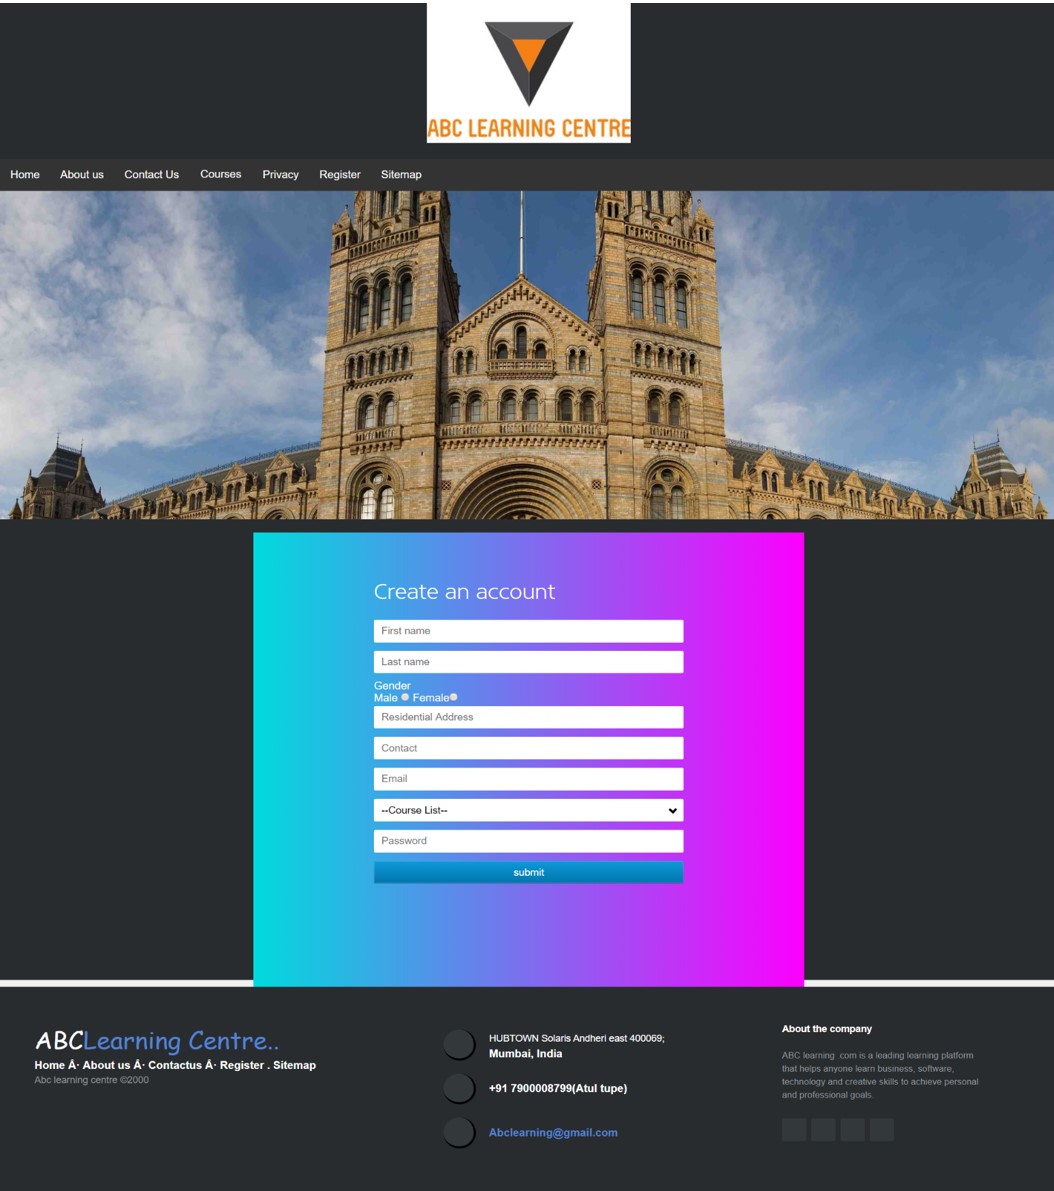 ABC LEARNING CENTRE
Home About us Contact Us Courses Privacy Register Sitemap
Create an account
First name
Last name
Gender
Male Female
Residential Address
Contact
Email
--Course List--
Password
submit
ABCLearning Centre..
Home Â· About us Â· Contactus Â· Register . Sitemap
Abc learning centre ©2000
HUBTOWN Solaris Andheri east 400069;
Mumbai, India
+91 7900008799(Atul tupe)
Abclearning@gmail.com
About the company
ABC learning .com is a leading learning platform
that helps anyone learn business, software,
technology and creative skills to achieve personal
and professional goals.